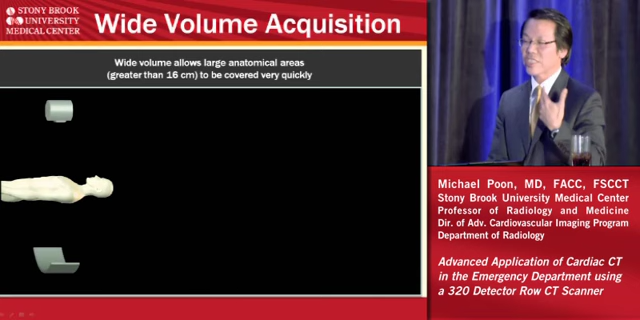 STONY BROOK
UNIVERSITY
MEDICAL CENTER
Wide Volume Acquisition
Wide volume allows large anatomical areas
(greater than 16 cm) to be covered very quickly
Michael Poon, MD, FACC, FSCCT
Stony Brook University Medical Center
Professor of Radiology and Medicine
Dir. of Adv. Cardiovascular Imaging Program
Department of Radiology
Advanced Application of Cardiac CT
in the Emergency Department using
a 320 Detector Row CT Scanner